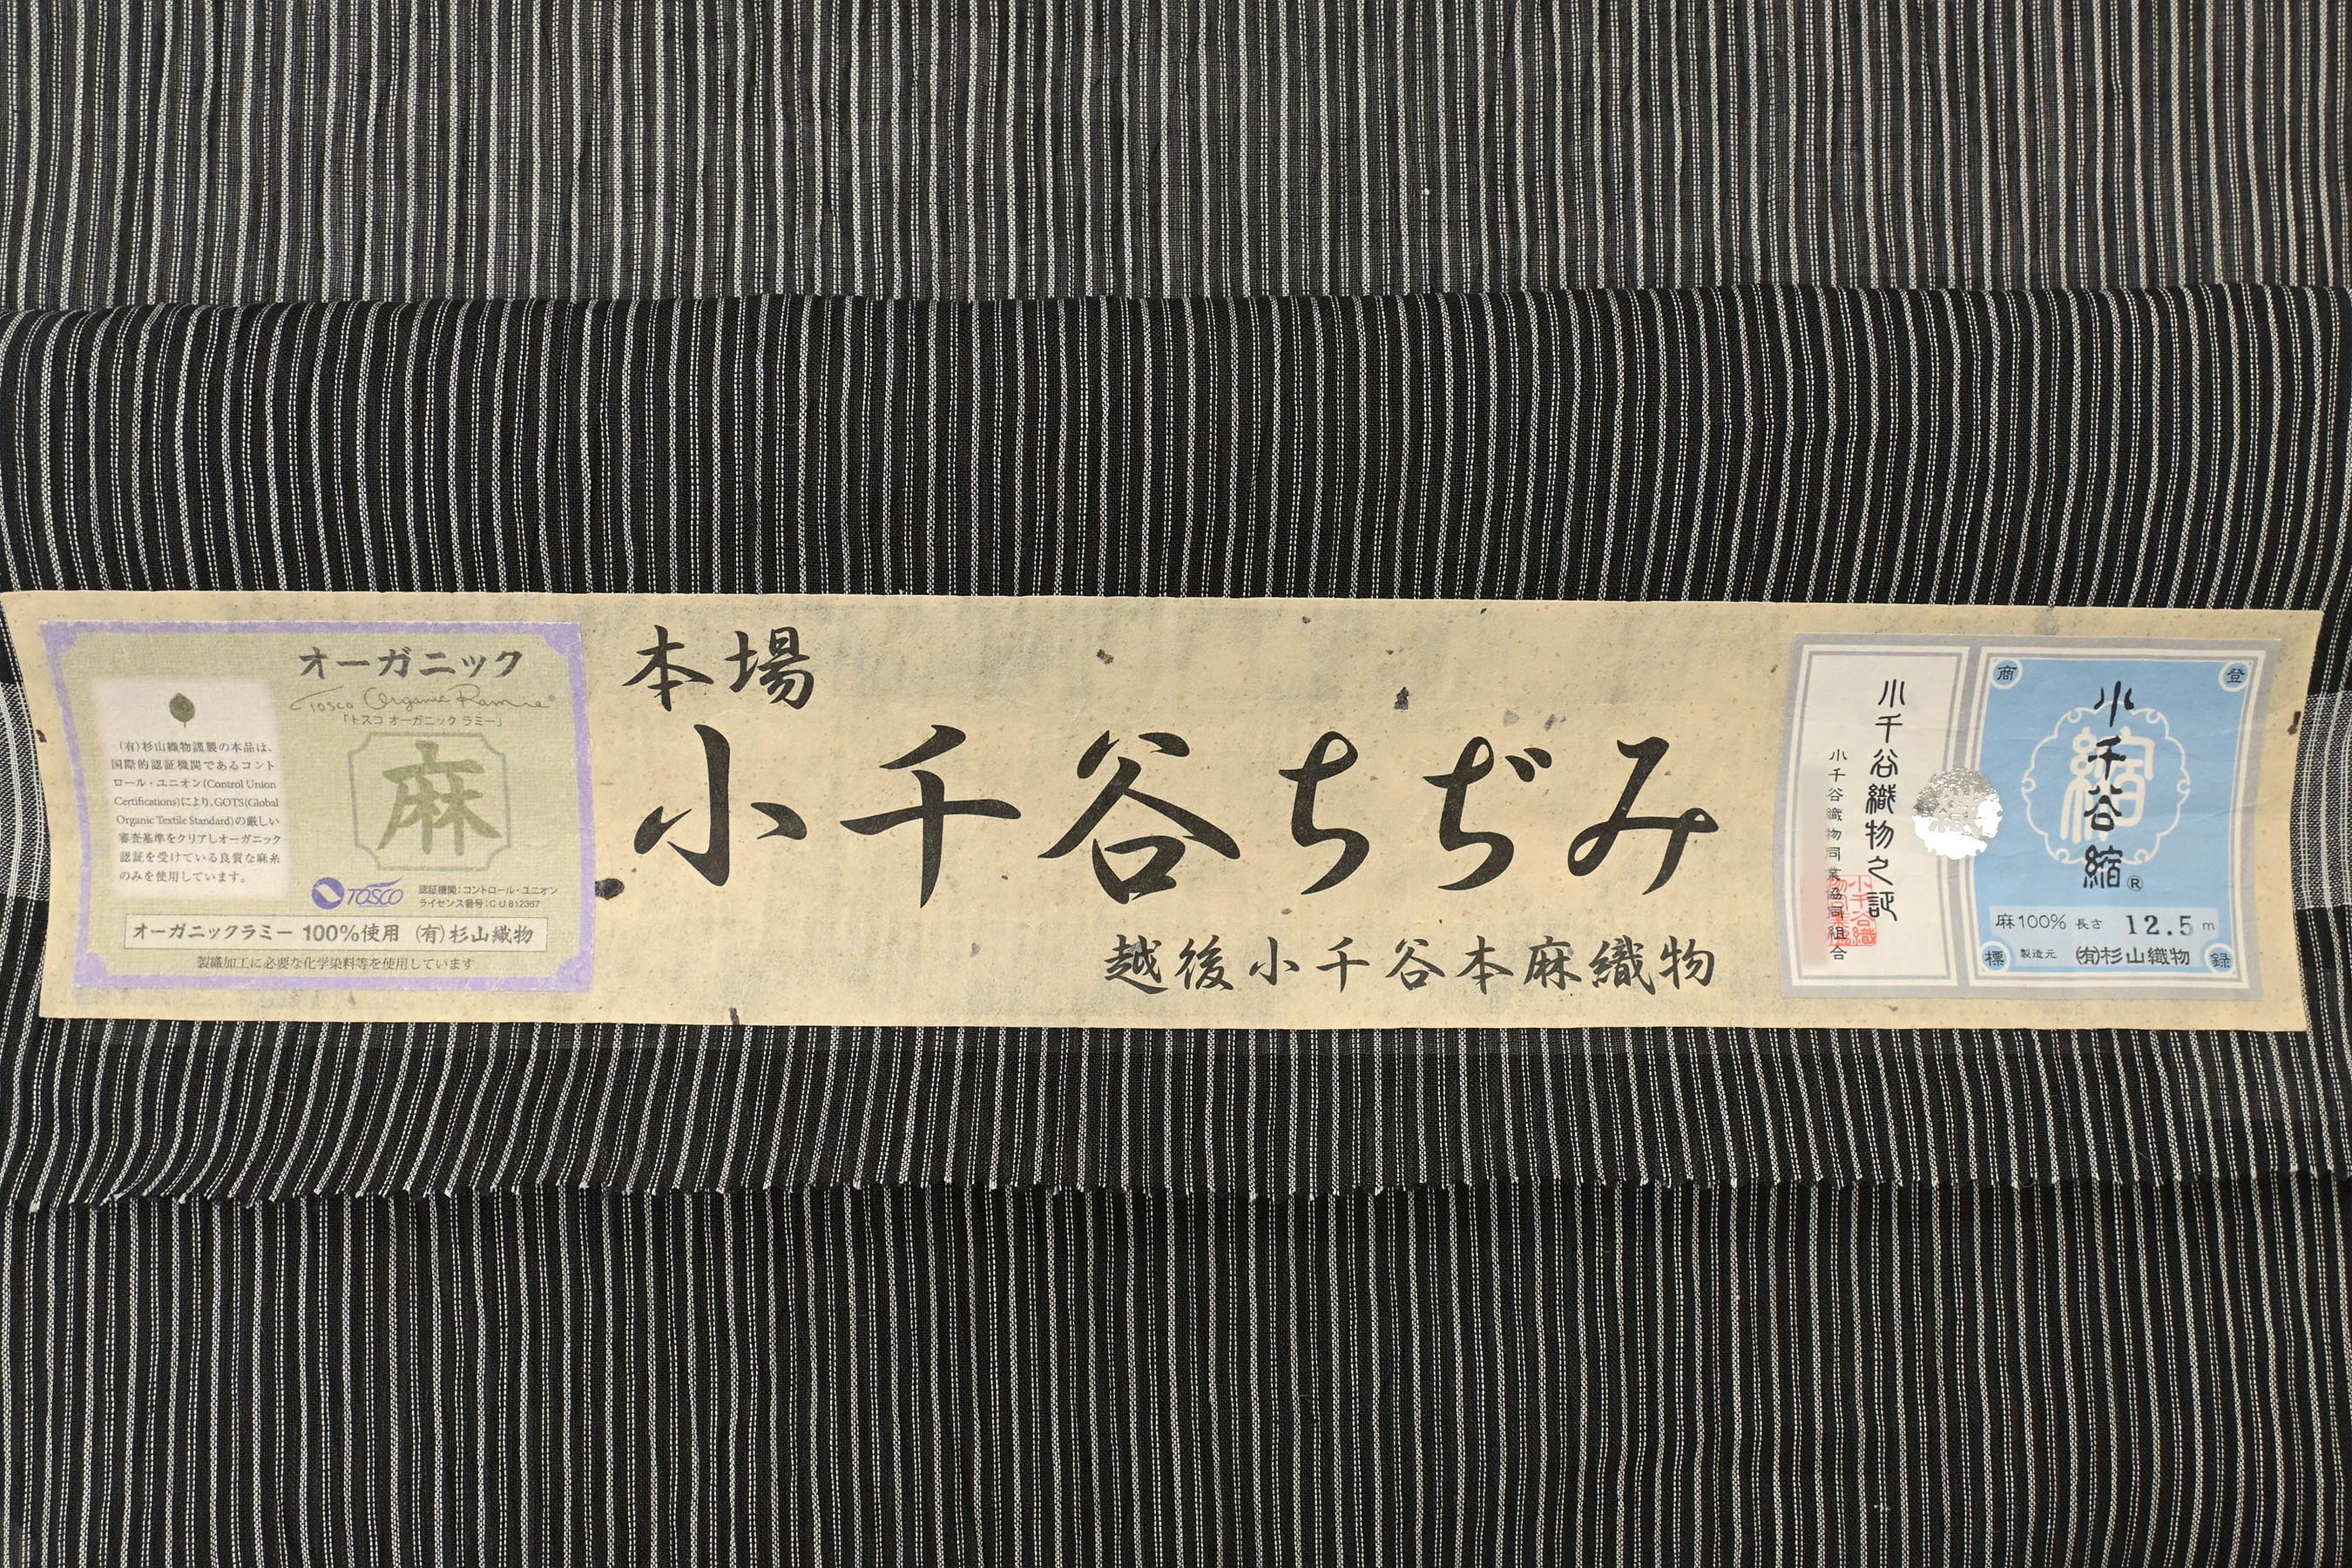 オーガニック
Tosco Organic Ramie®
「トスコ オーガニック ラミー」
(有)杉山織物謹製の本品は、
国際的認証機関であるコント
ロール・ユニオン(Control Union
Certifications)により、GOTS(Global
Organic Textile Standard)の厳しい
審査基準をクリアしオーガニック
認証を受けている良質な麻糸
のみを使用しています。
麻
TOSCO
認証機関:コントロール・ユニオン
ライセンス番号:CU812367
オーガニックラミー 100%使用 (有)杉山織物
製織加工に必要な化学染料等を使用しています
本場
小千谷ちぢみ
越後小千谷本麻織物
小千谷織物之証
小千谷織物同業協同組合
登
録
商
標
縮
小千谷縮®
麻100% 長さ 12.5m
製造元 (有)杉山織物